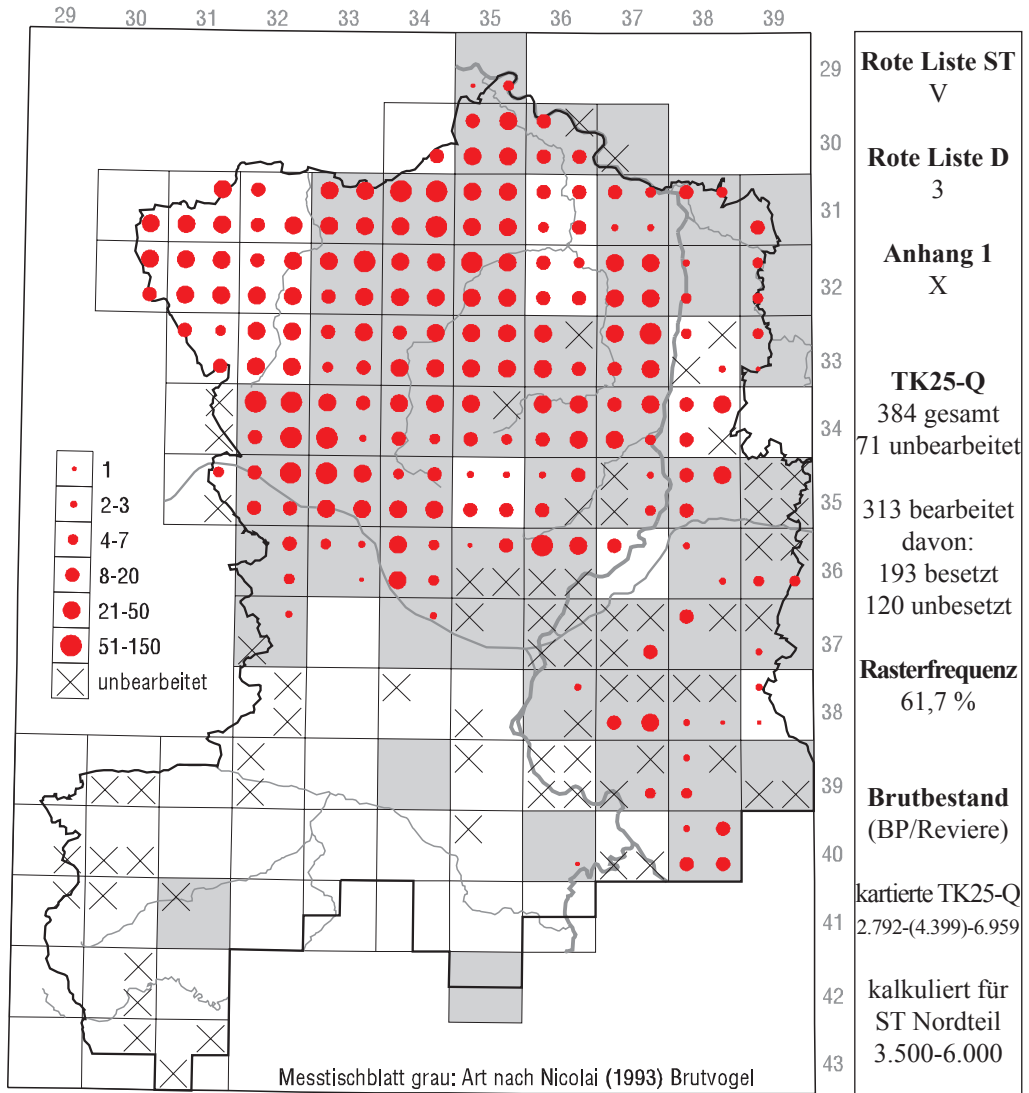 29 30 31 32 33 34 35 36 37 38 39
29
30
31
32
33
34
35
36
37
38
39
40
41
42
43
1
2-3
4-7
8-20
21-50
51-150
unbearbeitet
Messtischblatt grau: Art nach Nicolai (1993) Brutvogel
Rote Liste ST
V
Rote Liste D
3
Anhang 1
X
TK25-Q
384 gesamt
71 unbearbeitet
313 bearbeitet
davon:
193 besetzt
120 unbesetzt
Rasterfrequenz
61,7 %
Brutbestand
(BP/Reviere)
kartierte TK25-Q
2.792-(4.399)-6.959
kalkuliert für
ST Nordteil
3.500-6.000